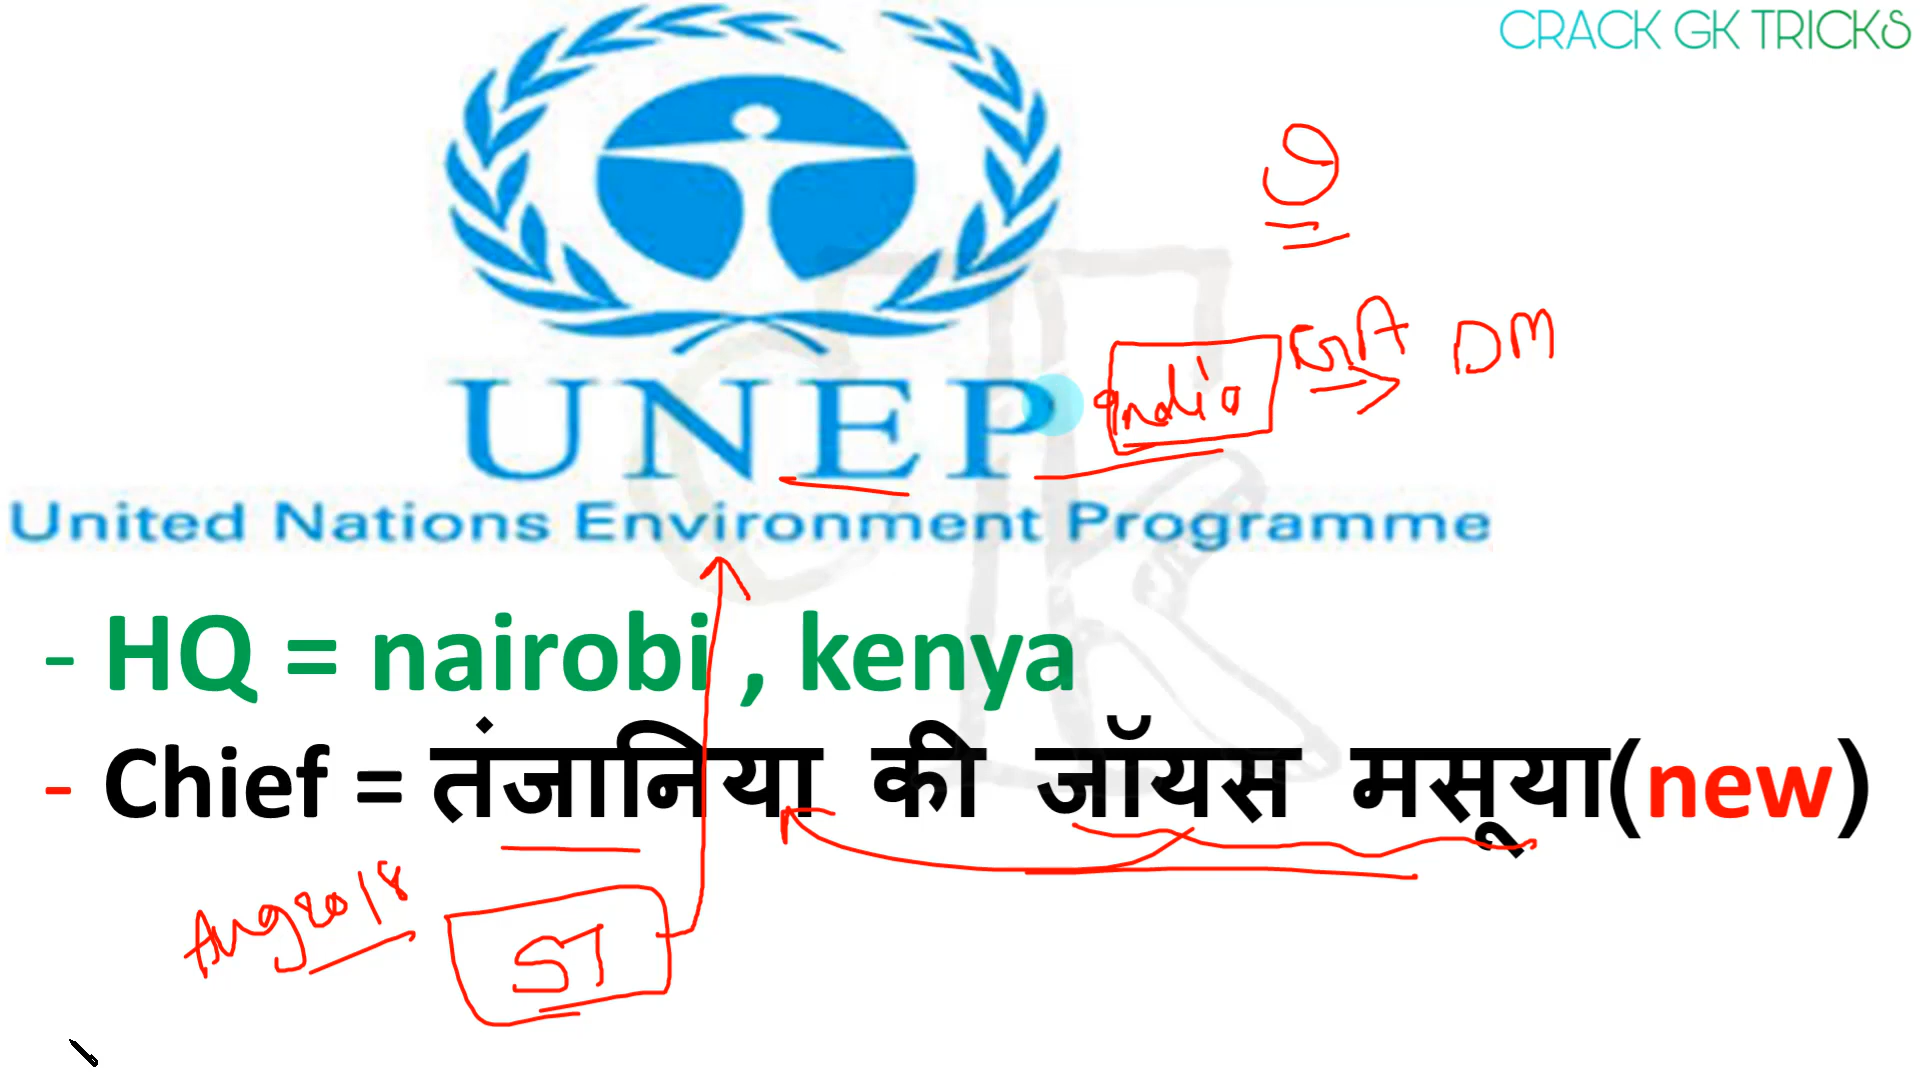 CRACK GK TRICKS
UNEP
India
DM
United Nations Environment Programme
- HQ = nairobi , kenya
- Chief = तंजानिया की जॉयस मसूया(new)
Aug 2018